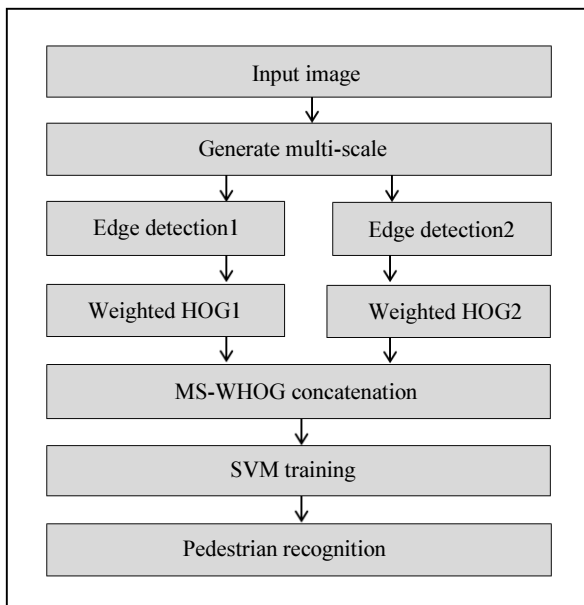 Input image
Generate multi-scale
Edge detection1
Edge detection2
Weighted HOG1
Weighted HOG2
MS-WHOG concatenation
SVM training
Pedestrian recognition